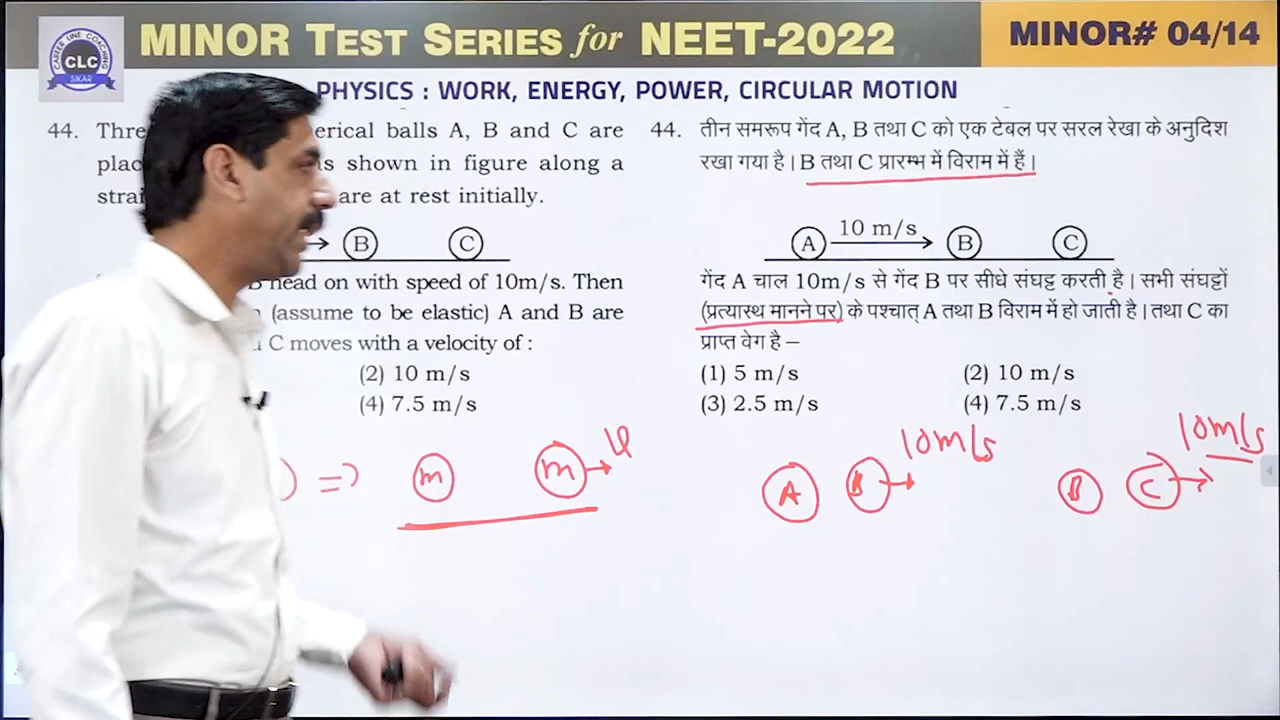 CAREER LINE COACHING
CLC
SIKAR
MINOR TEST SERIES for NEET-2022
MINOR# 04/14
PHYSICS : WORK, ENERGY, POWER, CIRCULAR MOTION
44. erical balls A, B and C are
s shown in figure along a
are at rest initially.
B C
head on with speed of 10m/s. Then
(assume to be elastic) A and B are
C moves with a velocity of :
(2) 10 m/s
(4) 7.5 m/s
m m
44. तीन समरूप गेंद A, B तथा C को एक टेबल पर सरल रेखा के अनुदिश
रखा गया है। B तथा C प्रारम्भ में विराम में हैं।
A 10 m/s B C
गेंद A चाल 10m/s से गेंद B पर सीधे संघट्ट करती है। सभी संघट्टों
(प्रत्यास्थ मानने पर) के पश्चात् A तथा B विराम में हो जाती है। तथा C का
प्राप्त वेग है –
(1) 5 m/s (2) 10 m/s
(3) 2.5 m/s (4) 7.5 m/s
10m/s 10m/s
A B B C